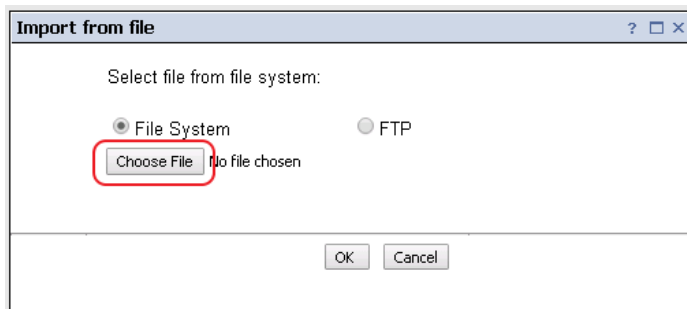 Import from file ?
Select file from file system:
File System FTP
Choose File No file chosen
OK Cancel